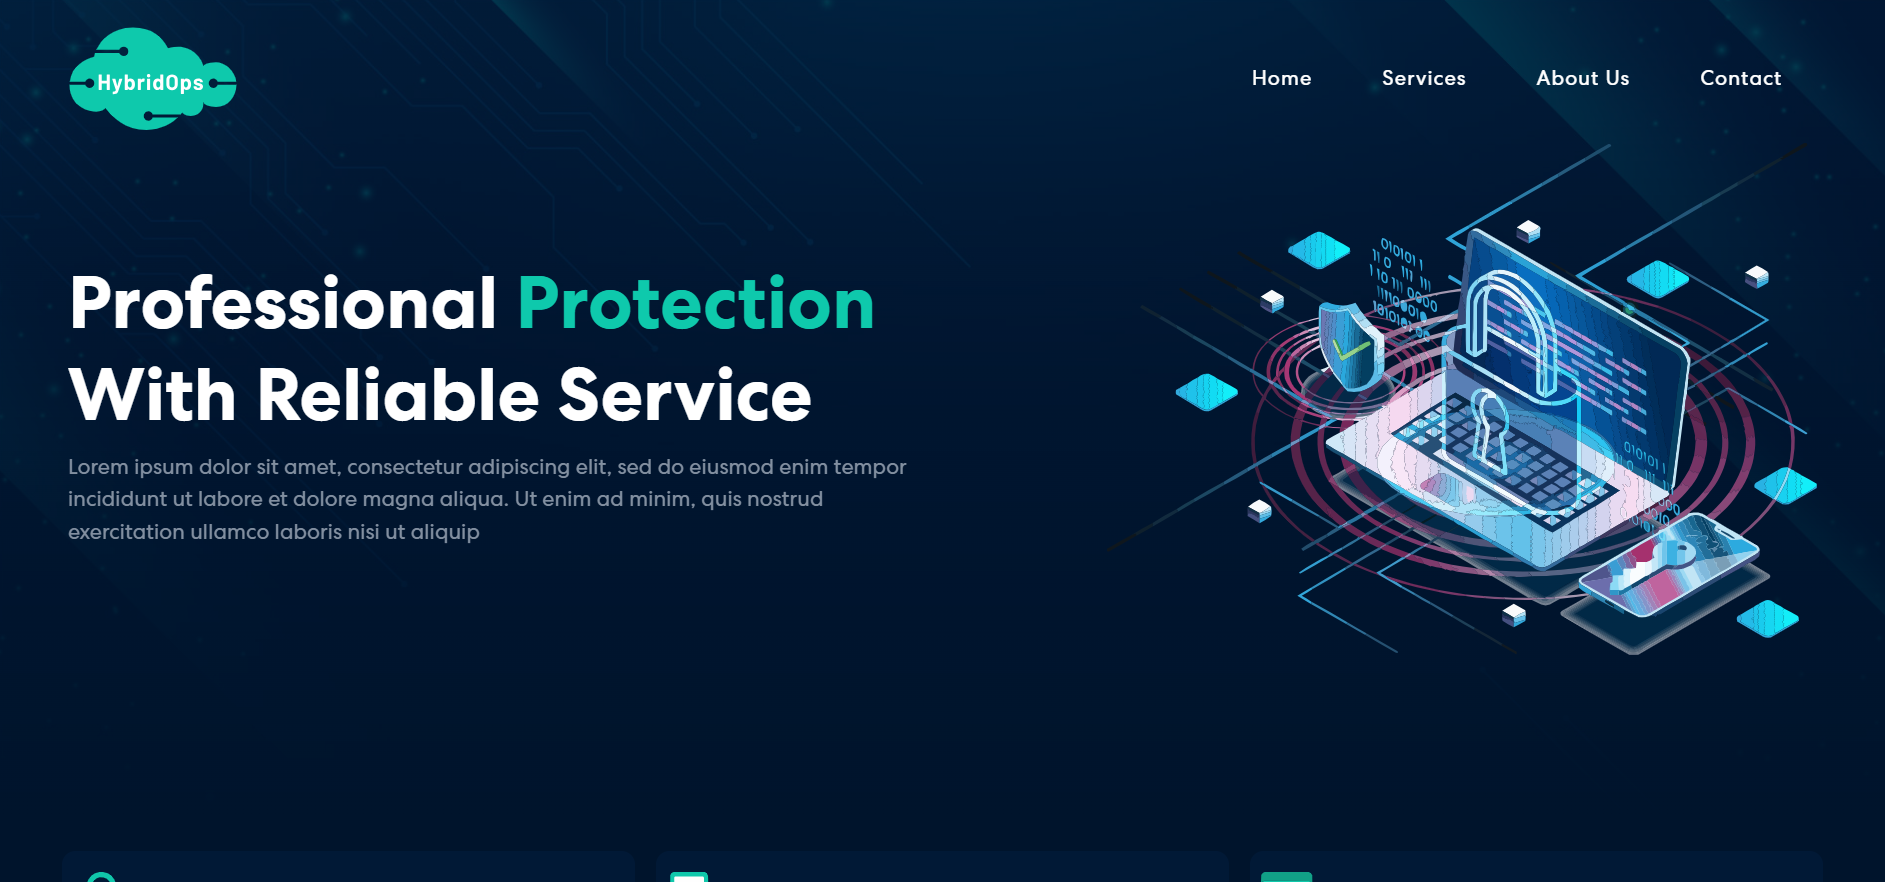 HybridOps
Home
Services
About Us
Contact
Professional Protection
With Reliable Service
Lorem ipsum dolor sit amet, consectetur adipiscing elit, sed do eiusmod enim tempor
incididunt ut labore et dolore magna aliqua. Ut enim ad minim, quis nostrud
exercitation ullamco laboris nisi ut aliquip
010101 1